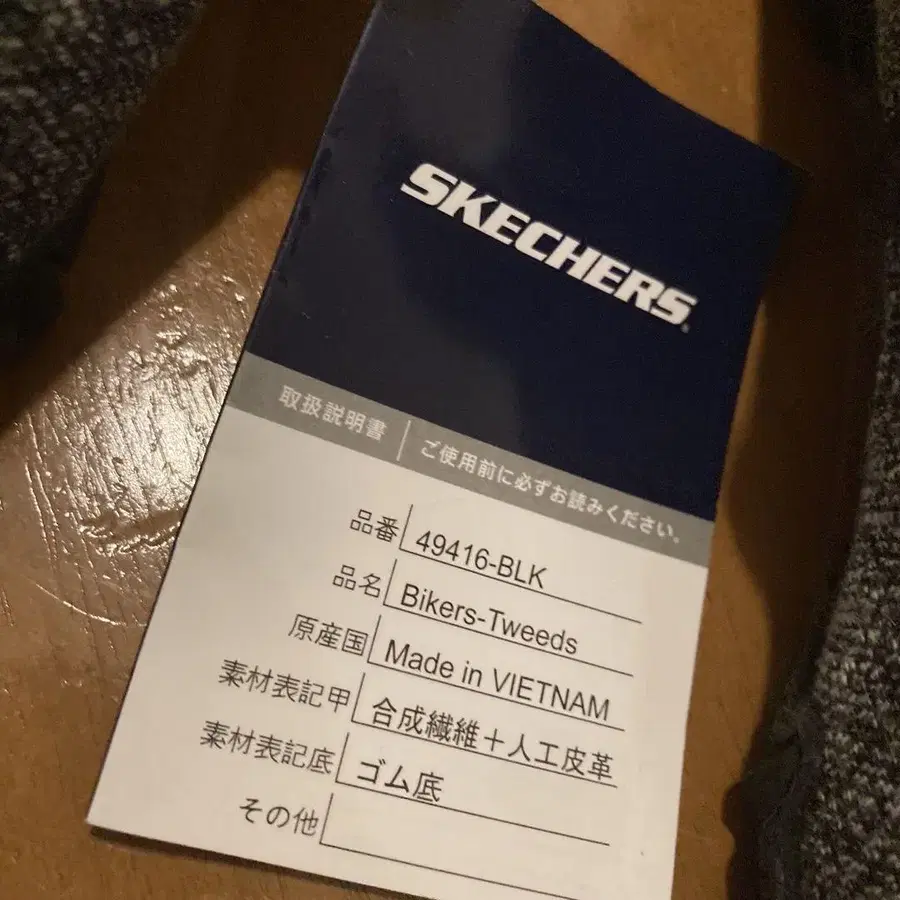 SKECHERS
取扱説明書 ご使用前に必ずお読みください。
品番 49416-BLK
品名 Bikers-Tweeds
原産国 Made in VIETNAM
素材表記甲 合成繊維＋人工皮革
素材表記底 ゴム底
その他